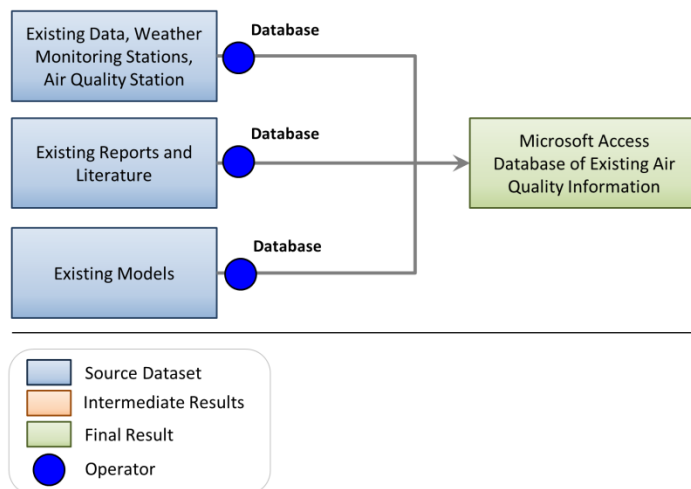 Existing Data, Weather
Monitoring Stations,
Air Quality Station
Database
Existing Reports and
Literature
Database
Existing Models
Database
Microsoft Access
Database of Existing Air
Quality Information
Source Dataset
Intermediate Results
Final Result
Operator